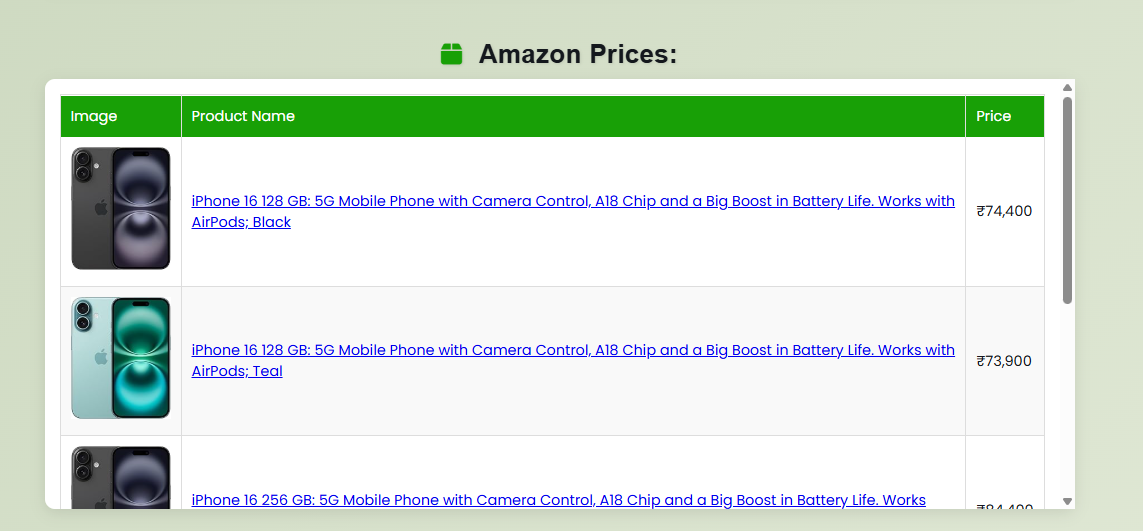 Amazon Prices:
Image
Product Name
Price
iPhone 16 128 GB: 5G Mobile Phone with Camera Control, A18 Chip and a Big Boost in Battery Life. Works with
AirPods; Black
₹74,400
iPhone 16 128 GB: 5G Mobile Phone with Camera Control, A18 Chip and a Big Boost in Battery Life. Works with
AirPods; Teal
₹73,900
iPhone 16 256 GB: 5G Mobile Phone with Camera Control, A18 Chip and a Big Boost in Battery Life. Works
₹84,400